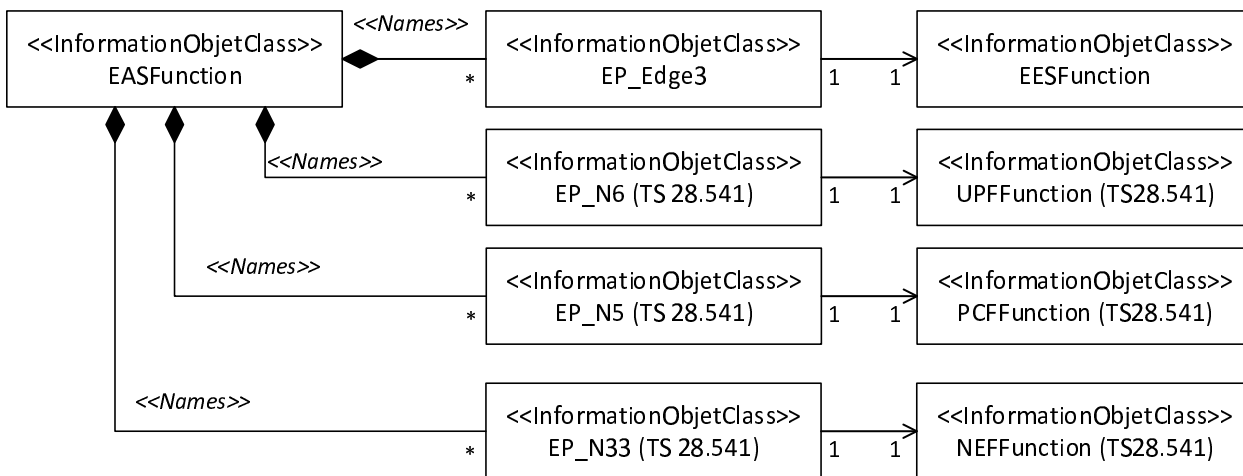 <<Names>>
<<InformationObjetClass>>
EASFunction
*
<<InformationObjetClass>>
EP_Edge3
1
1
<<InformationObjetClass>>
EESFunction
<<Names>>
*
<<InformationObjetClass>>
EP_N6 (TS 28.541)
1
1
<<InformationObjetClass>>
UPFFunction (TS28.541)
<<Names>>
*
<<InformationObjetClass>>
EP_N5 (TS 28.541)
1
1
<<InformationObjetClass>>
PCFFunction (TS28.541)
<<Names>>
*
<<InformationObjetClass>>
EP_N33 (TS 28.541)
1
1
<<InformationObjetClass>>
NEFFunction (TS28.541)